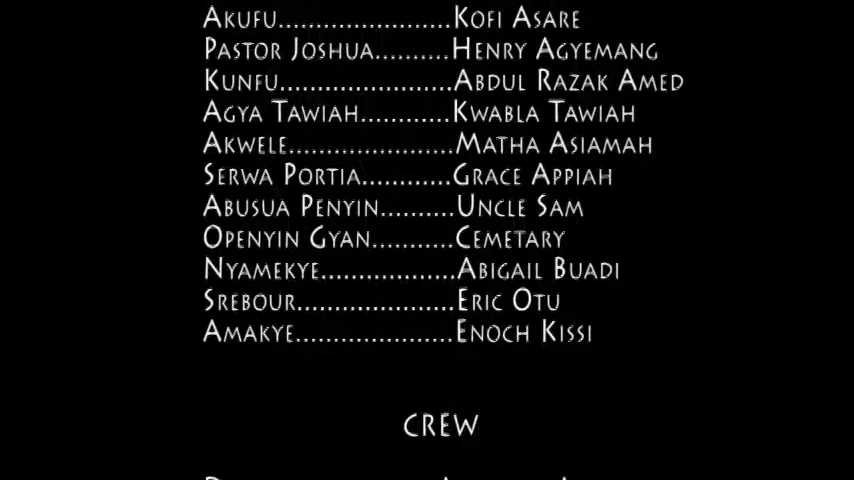 Akufu.....................Kofi Asare
Pastor Joshua.........Henry Agyemang
Kunfu.....................Abdul Razak Amed
Agya Tawiah...........Kwabla Tawiah
Akwele....................Matha Asiamah
Serwa Portia...........Grace Appiah
Abusua Penyin.........Uncle Sam
Openyin Gyan..........Cemetary
Nyamekye................Abigail Buadi
Srebour...................Eric Otu
Amakye...................Enoch Kissi
CREW